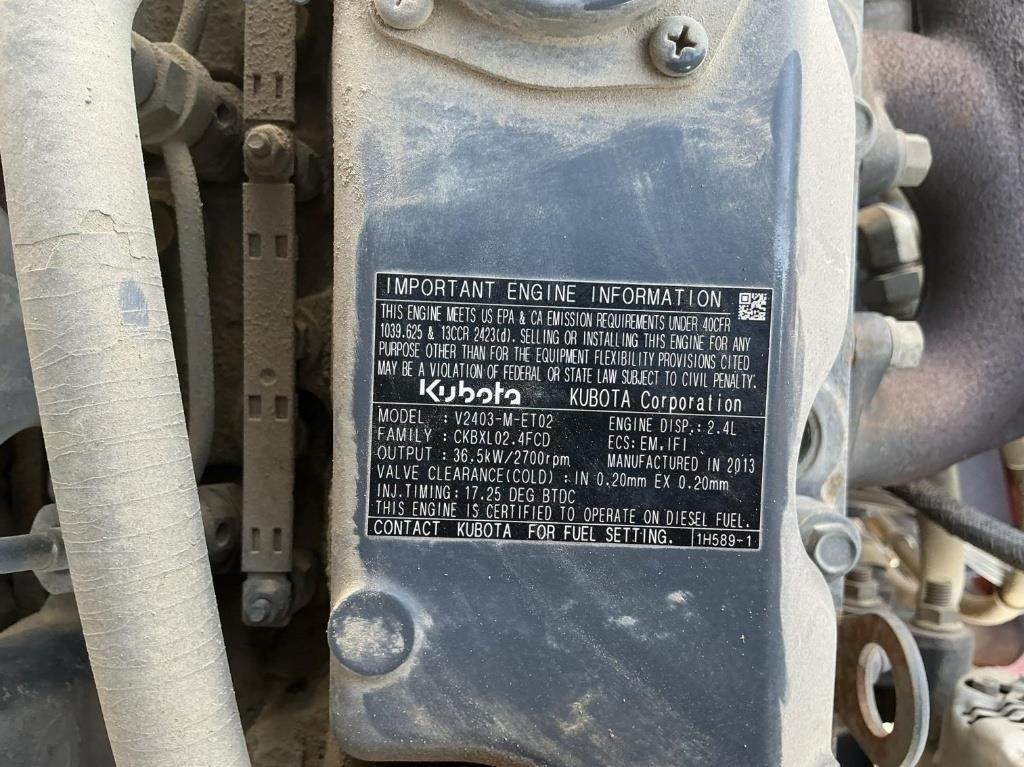 IMPORTANT ENGINE INFORMATION
THIS ENGINE MEETS US EPA & CA EMISSION REQUIREMENTS UNDER 40CFR
1039.625 & 13CCR 2423(d). SELLING OR INSTALLING THIS ENGINE FOR ANY
PURPOSE OTHER THAN FOR THE EQUIPMENT FLEXIBILITY PROVISIONS CITED
MAY BE A VIOLATION OF FEDERAL OR STATE LAW SUBJECT TO CIVIL PENALTY.
Kubota KUBOTA Corporation
MODEL : V2403-M-ET02 ENGINE DISP.: 2.4L
FAMILY : CKBXL02.4FCD ECS: EM, IFI
OUTPUT : 36.5kW/2700rpm MANUFACTURED IN 2013
VALVE CLEARANCE(COLD) : IN 0.20mm EX 0.20mm
INJ.TIMING: 17.25 DEG BTDC
THIS ENGINE IS CERTIFIED TO OPERATE ON DIESEL FUEL.
CONTACT KUBOTA FOR FUEL SETTING. 1H589-1